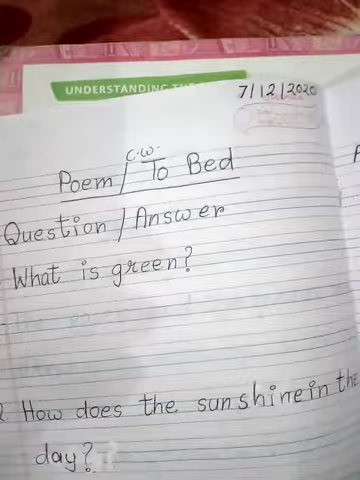 UNDERSTANDING
7/12/2020
C.W.
Poem / To Bed
Question / Answer
What is green?
2 How does the sunshine in the
day?